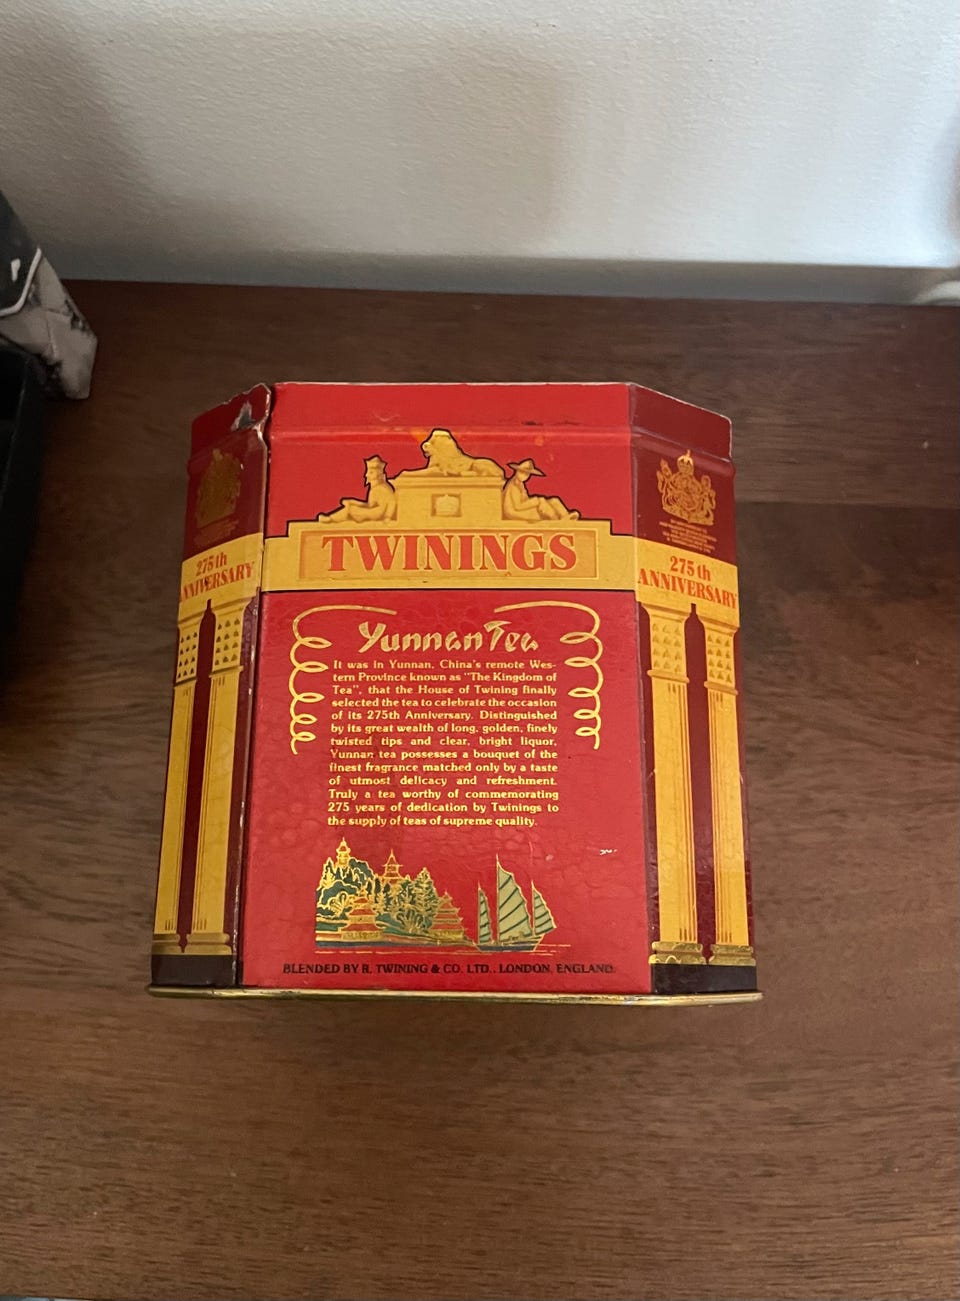 TWININGS
275th
ANNIVERSARY
275th
ANNIVERSARY
Yunnan Tea
It was in Yunnan, China's remote Wes-
tern Province known as "The Kingdom of
Tea", that the House of Twining finally
selected the tea to celebrate the occasion
of its 275th Anniversary. Distinguished
by its great wealth of long, golden, finely
twisted tips and clear, bright liquor,
Yunnan tea possesses a bouquet of the
finest fragrance matched only by a taste
of utmost delicacy and refreshment.
Truly a tea worthy of commemorating
275 years of dedication by Twinings to
the supply of teas of supreme quality.
BLENDED BY R. TWINING & CO. LTD., LONDON, ENGLAND.